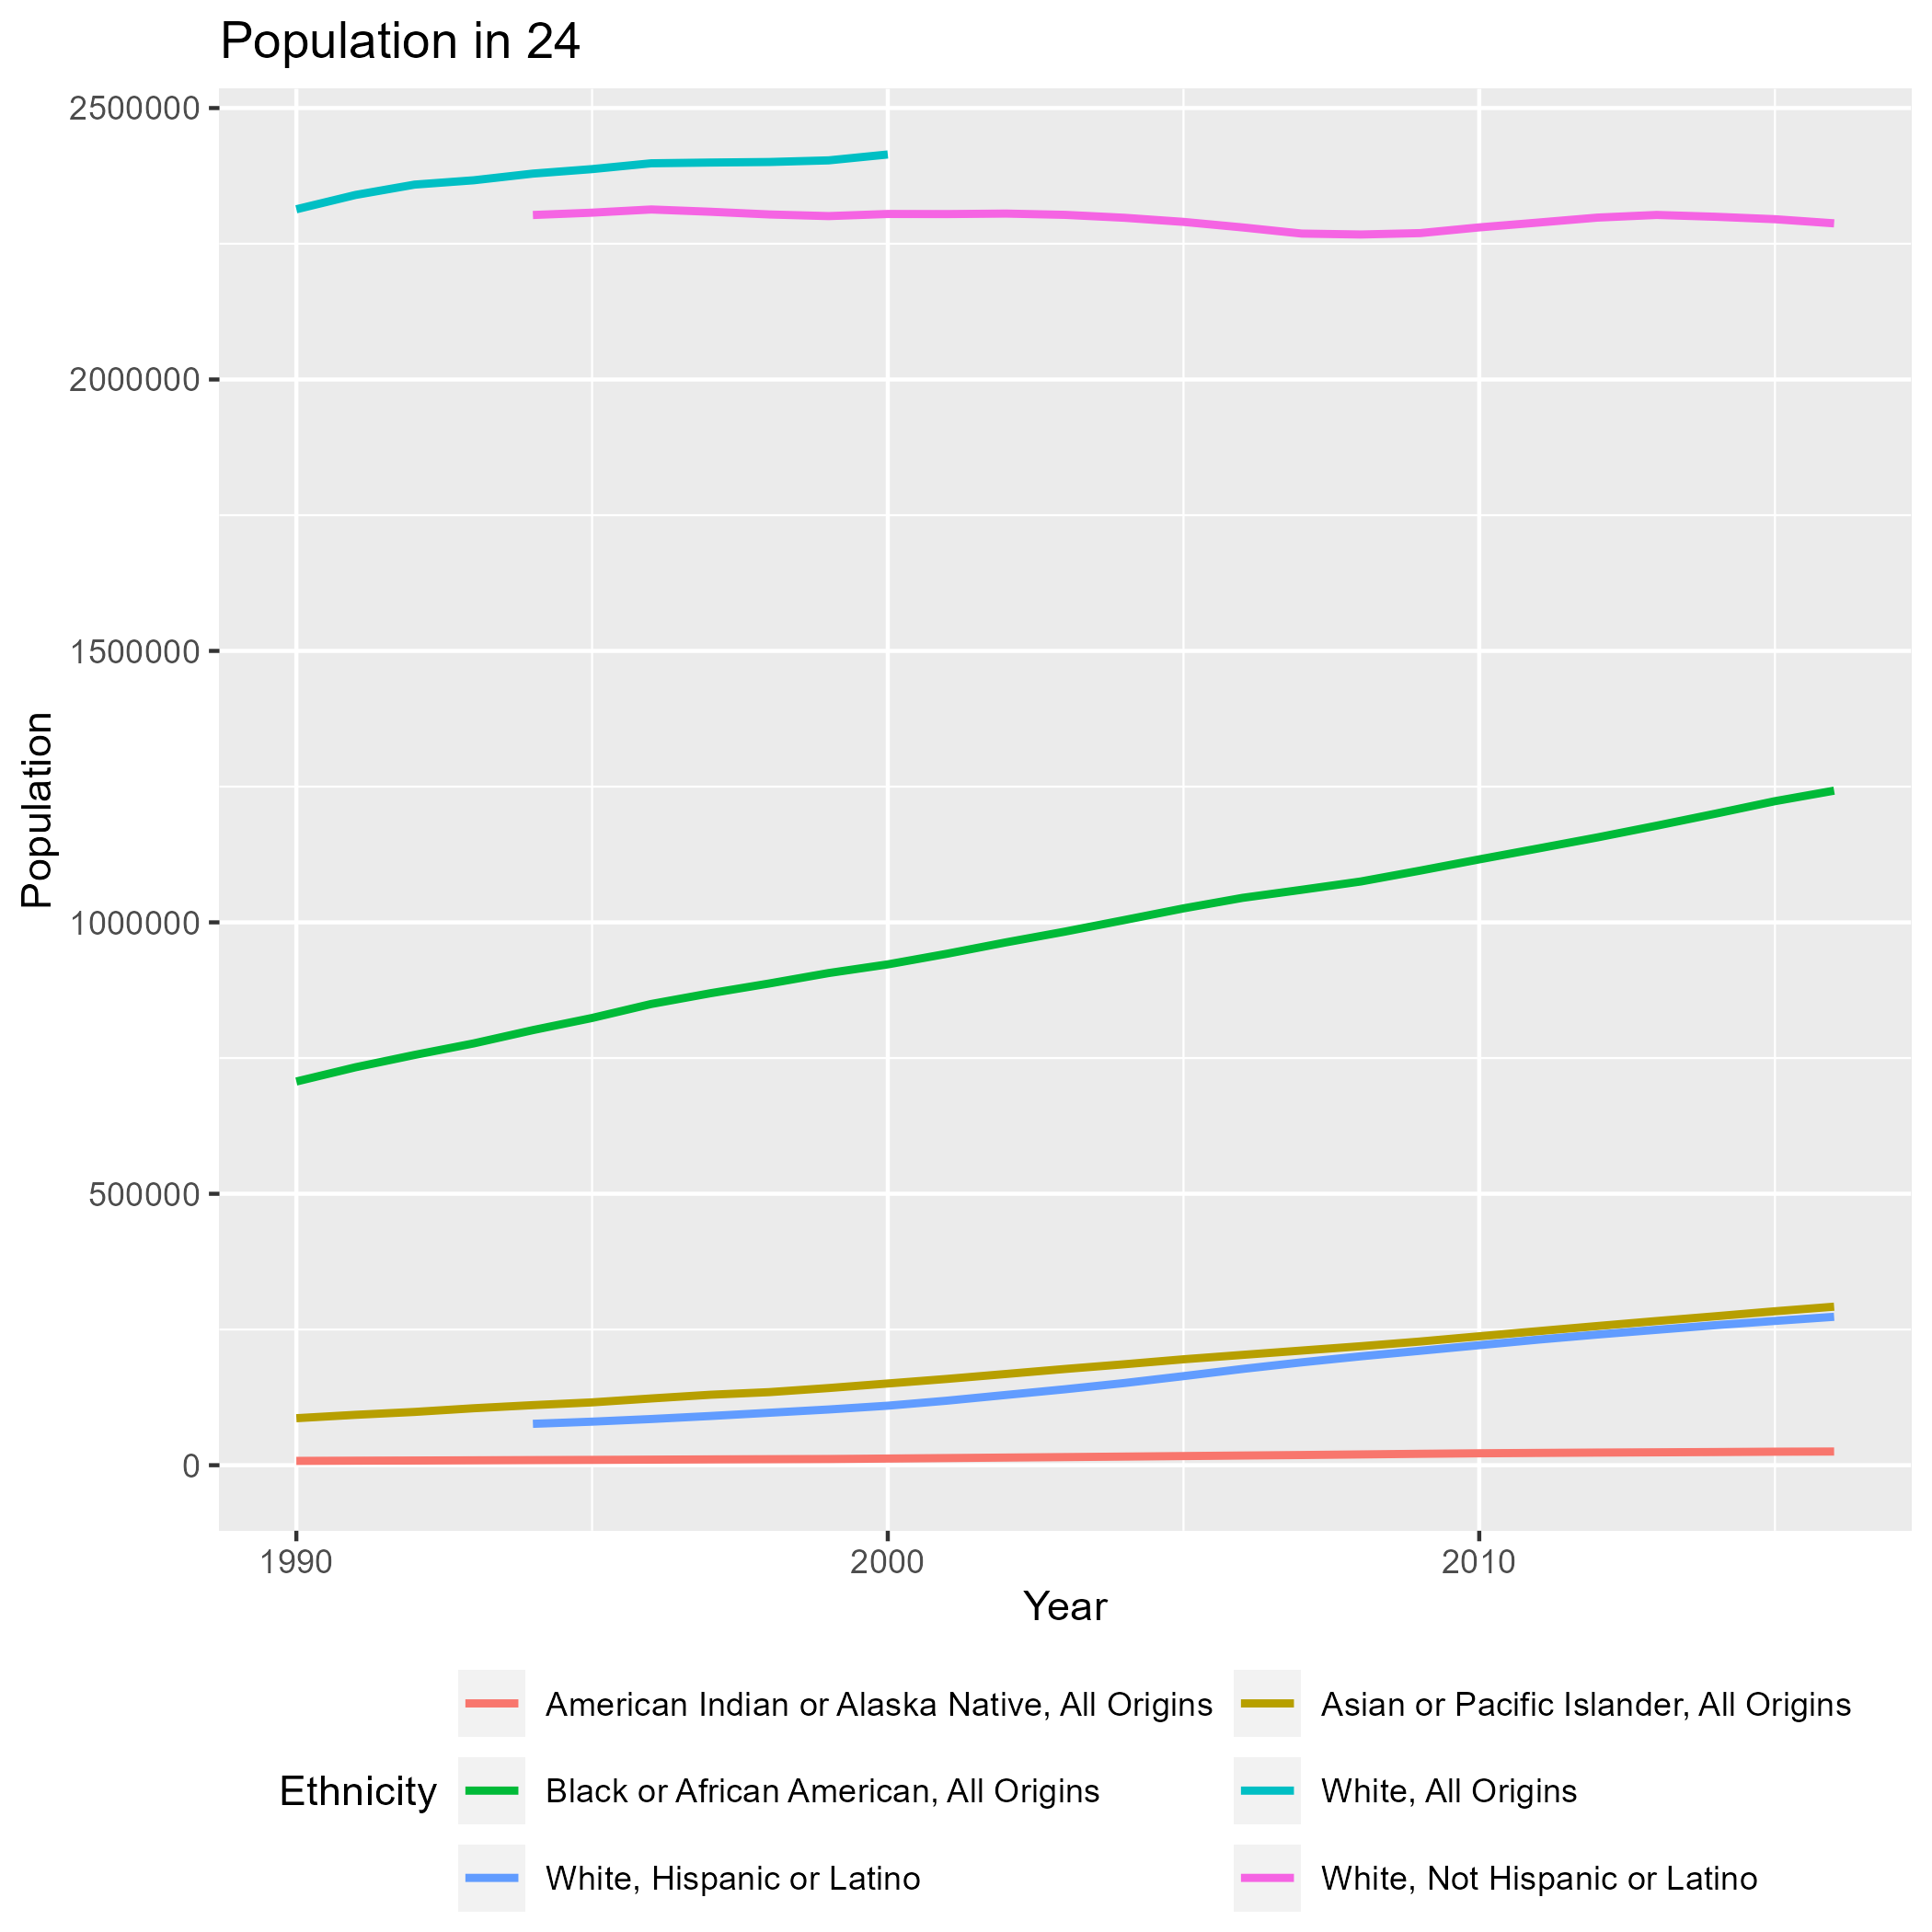 Population in 24
2500000
2000000
1500000
1000000
500000
0
Population
1990 2000 2010
Year
Ethnicity
American Indian or Alaska Native, All Origins
Asian or Pacific Islander, All Origins
Black or African American, All Origins
White, All Origins
White, Hispanic or Latino
White, Not Hispanic or Latino